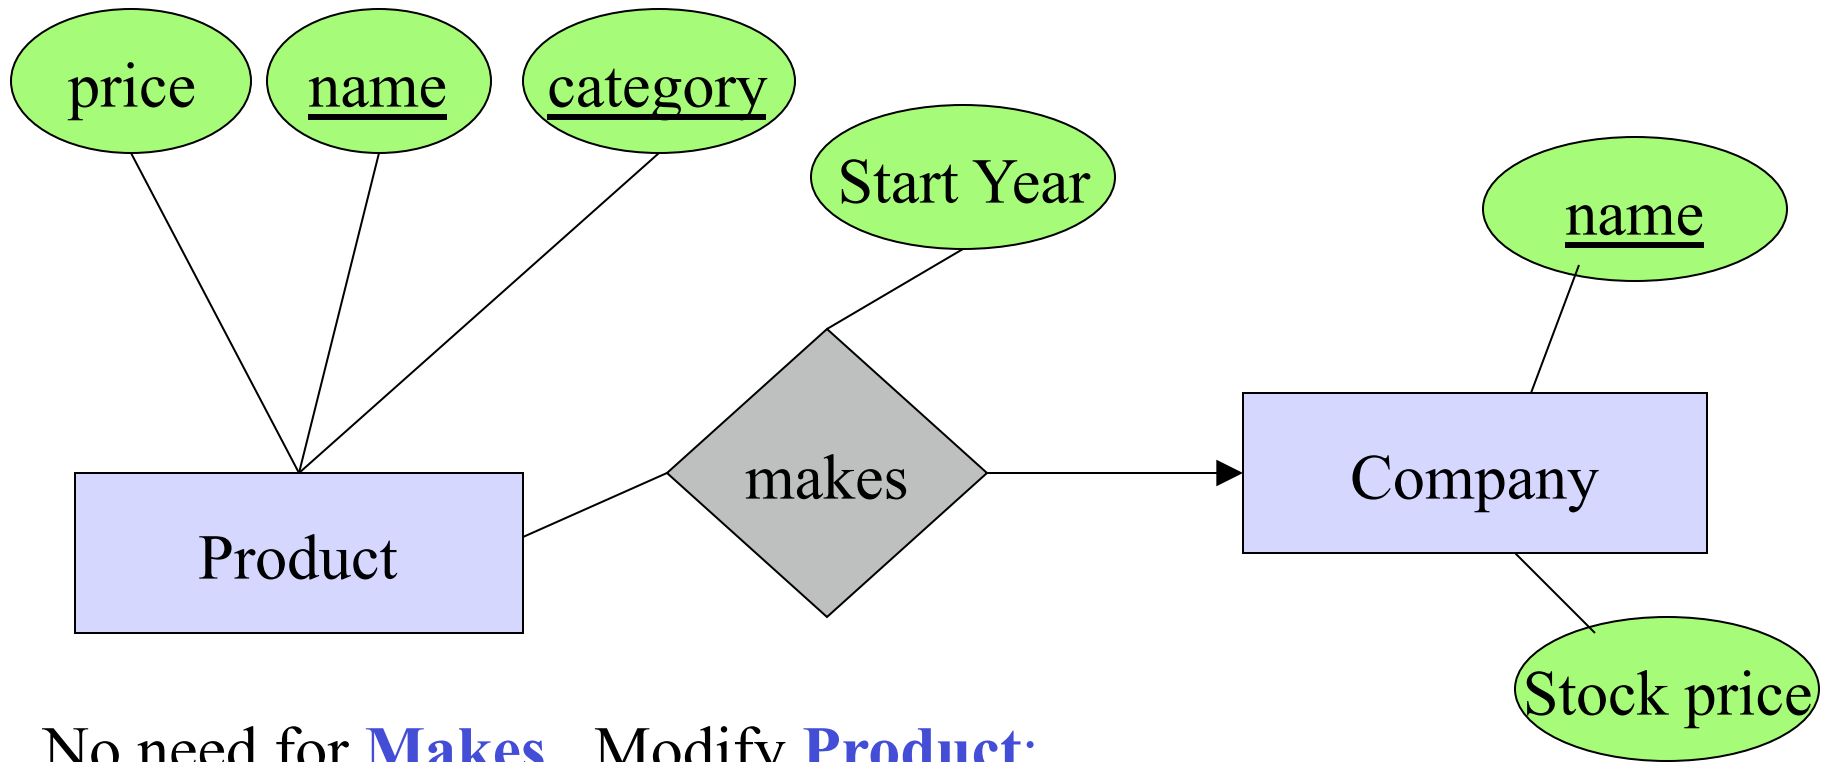 price
name
category
Start Year
name
makes
Company
Product
Stock price
No need for Makes. Modify Product: